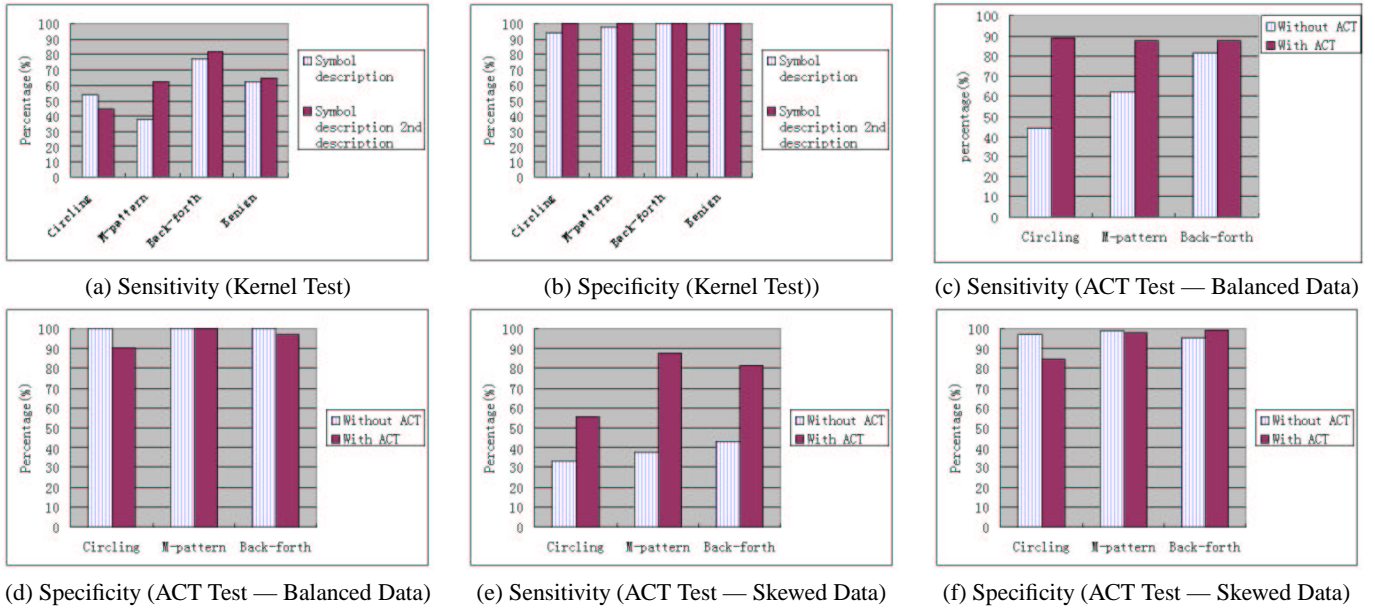 100
90
80
70
60
50
40
30
20
10
0
Percentage(%)
Circling
M-pattern
Back-forth
Benign
Symbol
description
Symbol
description 2nd
description
(a) Sensitivity (Kernel Test)
100
90
80
70
60
50
40
30
20
10
0
Percentage(%)
Circling
M-pattern
Back-forth
Benign
Symbol
description
Symbol
description 2nd
description
(b) Specificity (Kernel Test))
100
90
80
70
60
50
40
30
20
10
0
percentage(%)
Circling M-pattern Back-forth
Without ACT
With ACT
(c) Sensitivity (ACT Test — Balanced Data)
100
90
80
70
60
50
40
30
20
10
0
Percentage(%)
Circling M-pattern Back-forth
Without ACT
With ACT
(d) Specificity (ACT Test — Balanced Data)
100
90
80
70
60
50
40
30
20
10
0
Percentage(%)
Circling M-pattern Back-forth
Without ACT
With ACT
(e) Sensitivity (ACT Test — Skewed Data)
100
90
80
70
60
50
40
30
20
10
0
Percentage(%)
Circling M-pattern Back-forth
Without ACT
With ACT
(f) Specificity (ACT Test — Skewed Data)